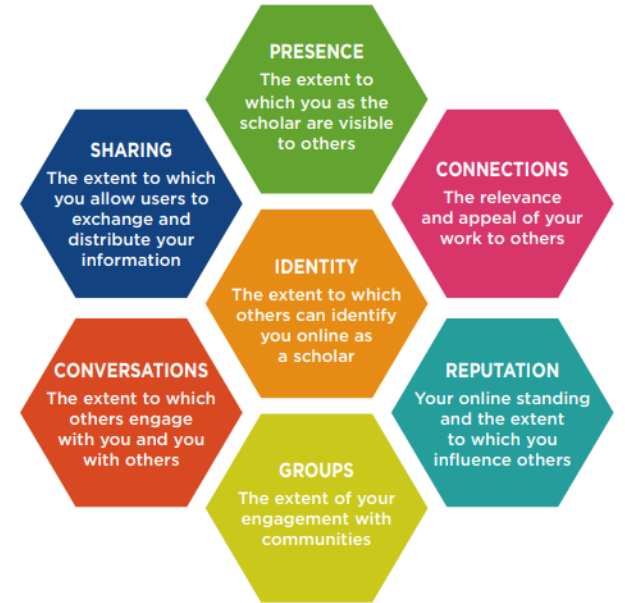 PRESENCE
The extent to
which you as the
scholar are visible
to others
SHARING
The extent to which
you allow users to
exchange and
distribute your
information
CONNECTIONS
The relevance
and appeal of your
work to others
IDENTITY
The extent to which
others can identify
you online as
a scholar
CONVERSATIONS
The extent to which
others engage
with you and you
with others
REPUTATION
Your online standing
and the extent
to which you
influence others
GROUPS
The extent of your
engagement with
communities